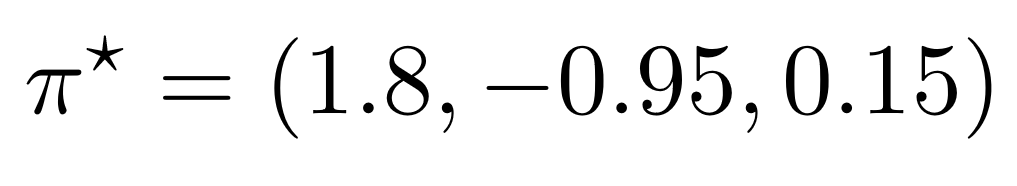 π⋆ = (1.8, −0.95, 0.15)